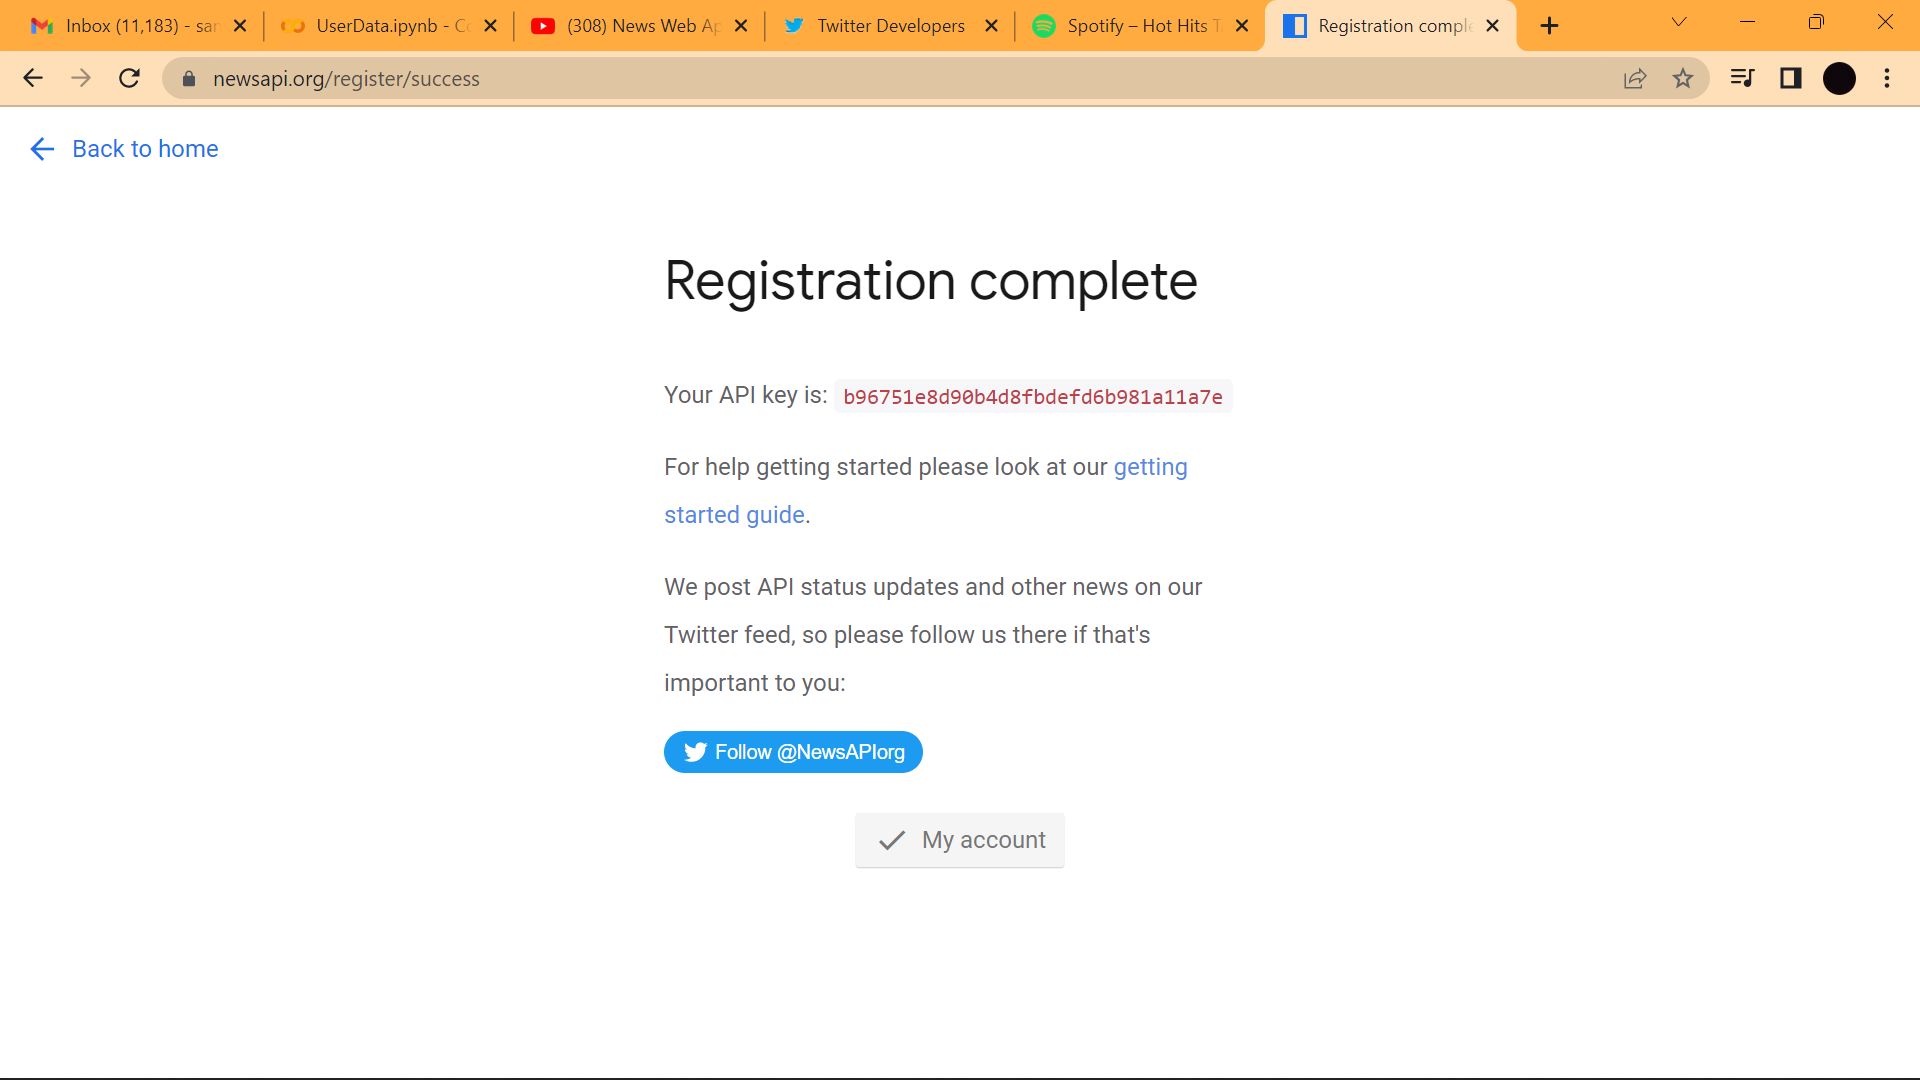 Inbox (11,183) - san
UserData.ipynb - Co
(308) News Web Ap
Twitter Developers
Spotify – Hot Hits T
Registration comple
newsapi.org/register/success
Back to home
Registration complete
Your API key is: b96751e8d90b4d8fbdefd6b981a11a7e
For help getting started please look at our getting
started guide.
We post API status updates and other news on our
Twitter feed, so please follow us there if that's
important to you:
Follow @NewsAPIorg
My account